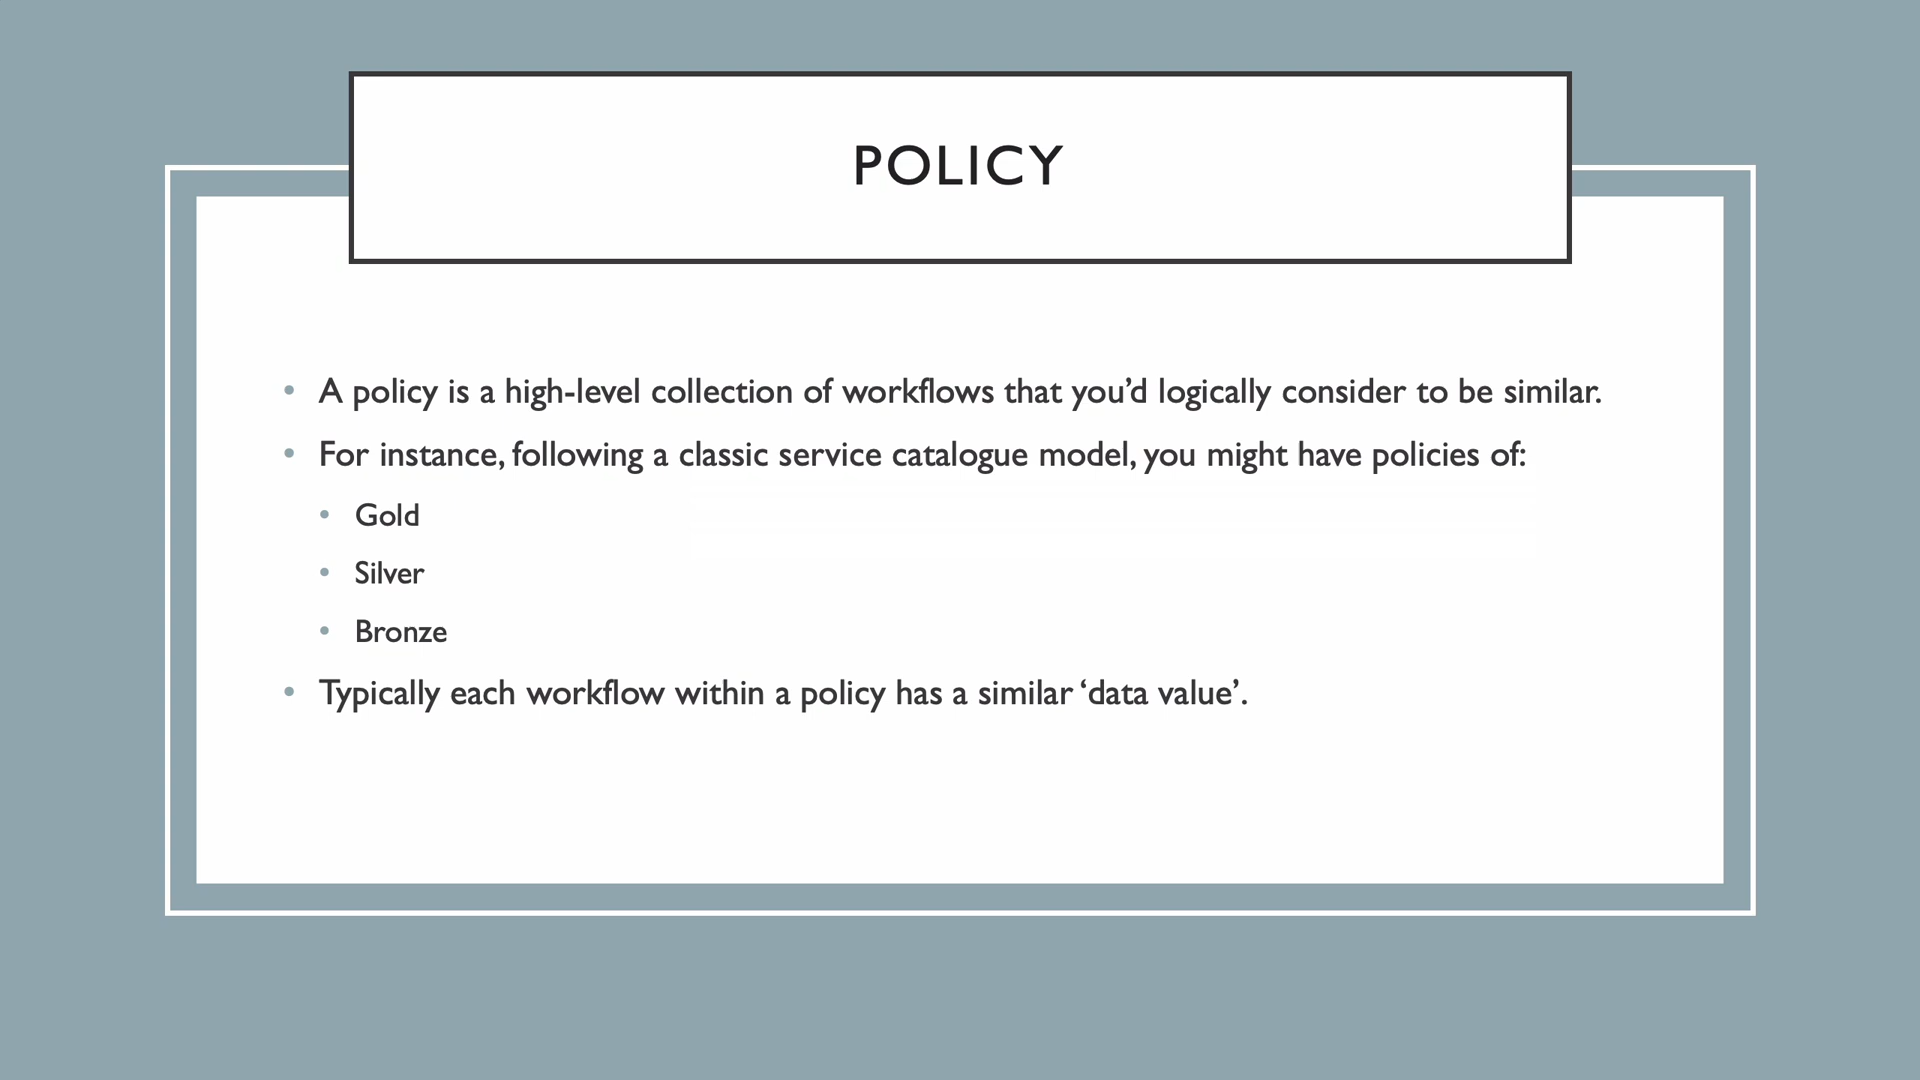 POLICY
• A policy is a high-level collection of workflows that you’d logically consider to be similar.
• For instance, following a classic service catalogue model, you might have policies of:
• Gold
• Silver
• Bronze
• Typically each workflow within a policy has a similar ‘data value’.